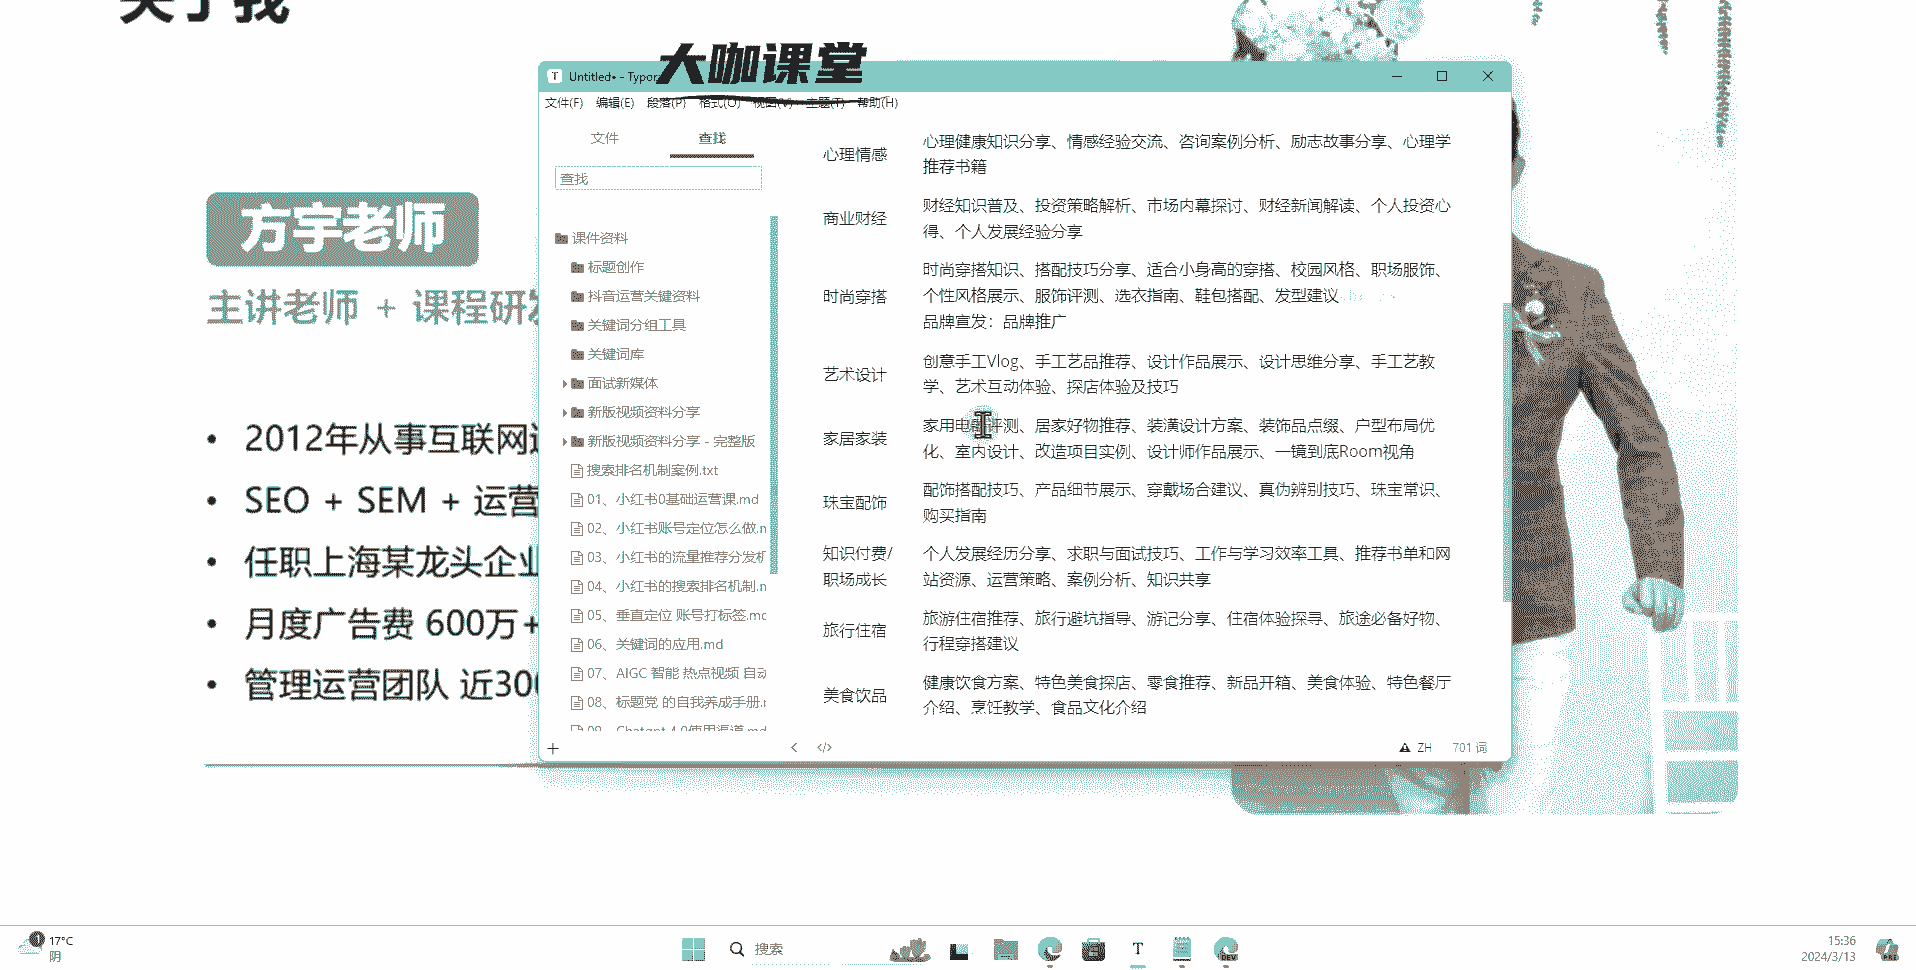 关于我
大咖课堂
Untitled• - Typor
文件(F) 编辑(E) 段落(P) 格式(O) 视图(V) 主题(T) 帮助(H)
文件 查找
查找
课件资料
标题创作
抖音运营关键资料
关键词分组工具
关键词库
面试新媒体
新版视频资料分享
新版视频资料分享 - 完整版
搜索排名机制案例.txt
01、小红书0基础运营课.md
02、小红书账号定位怎么做.m
03、小红书的流量推荐分发机
04、小红书的搜索排名机制.m
05、垂直定位 账号打标签.mc
06、关键词的应用.md
07、AIGC 智能 热点视频 自动
08、标题党 的自我养成手册.r
09、Chatgpt 4.0使用渠道.md
心理情感
心理健康知识分享、情感经验交流、咨询案例分析、励志故事分享、心理学
推荐书籍
商业财经
财经知识普及、投资策略解析、市场内幕探讨、财经新闻解读、个人投资心
得、个人发展经验分享
时尚穿搭
时尚穿搭知识、搭配技巧分享、适合小身高的穿搭、校园风格、职场服饰、
个性风格展示、服饰评测、选衣指南、鞋包搭配、发型建议
品牌宣发：品牌推广
艺术设计
创意手工Vlog、手工艺品推荐、设计作品展示、设计思维分享、手工艺教
学、艺术互动体验、探店体验及技巧
家居家装
家用电器评测、居家好物推荐、装潢设计方案、装饰品点缀、户型布局优
化、室内设计、改造项目实例、设计师作品展示、一镜到底Room视角
珠宝配饰
配饰搭配技巧、产品细节展示、穿戴场合建议、真伪辨别技巧、珠宝常识、
购买指南
知识付费/
职场成长
个人发展经历分享、求职与面试技巧、工作与学习效率工具、推荐书单和网
站资源、运营策略、案例分析、知识共享
旅行住宿
旅游住宿推荐、旅行避坑指导、游记分享、住宿体验探寻、旅途必备好物、
行程穿搭建议
美食饮品
健康饮食方案、特色美食探店、零食推荐、新品开箱、美食体验、特色餐厅
介绍、烹饪教学、食品文化介绍
ZH 701 词
方宇老师
主讲老师 + 课程研发
• 2012年从事互联网运
• SEO + SEM + 运营
• 任职上海某龙头企业
• 月度广告费 600万+
• 管理运营团队 近300
1
17°C
阴
搜索
T
DEV
15:36
2024/3/13
PRE